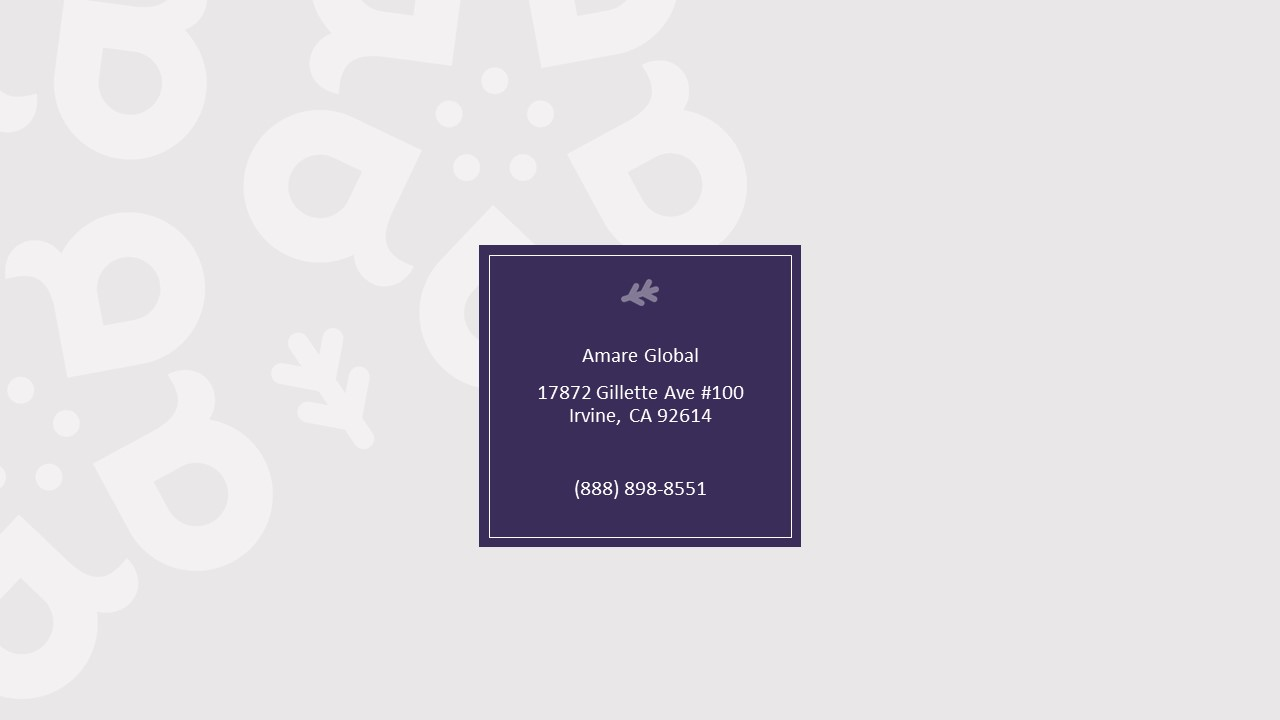 Amare Global
17872 Gillette Ave #100
Irvine, CA 92614
(888) 898-8551